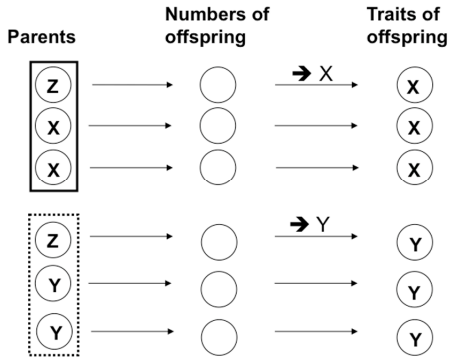 Parents
Numbers of
offspring
Traits of
offspring
➔ X
Z
X
X
X
X
X
➔ Y
Z
Y
Y
Y
Y
Y